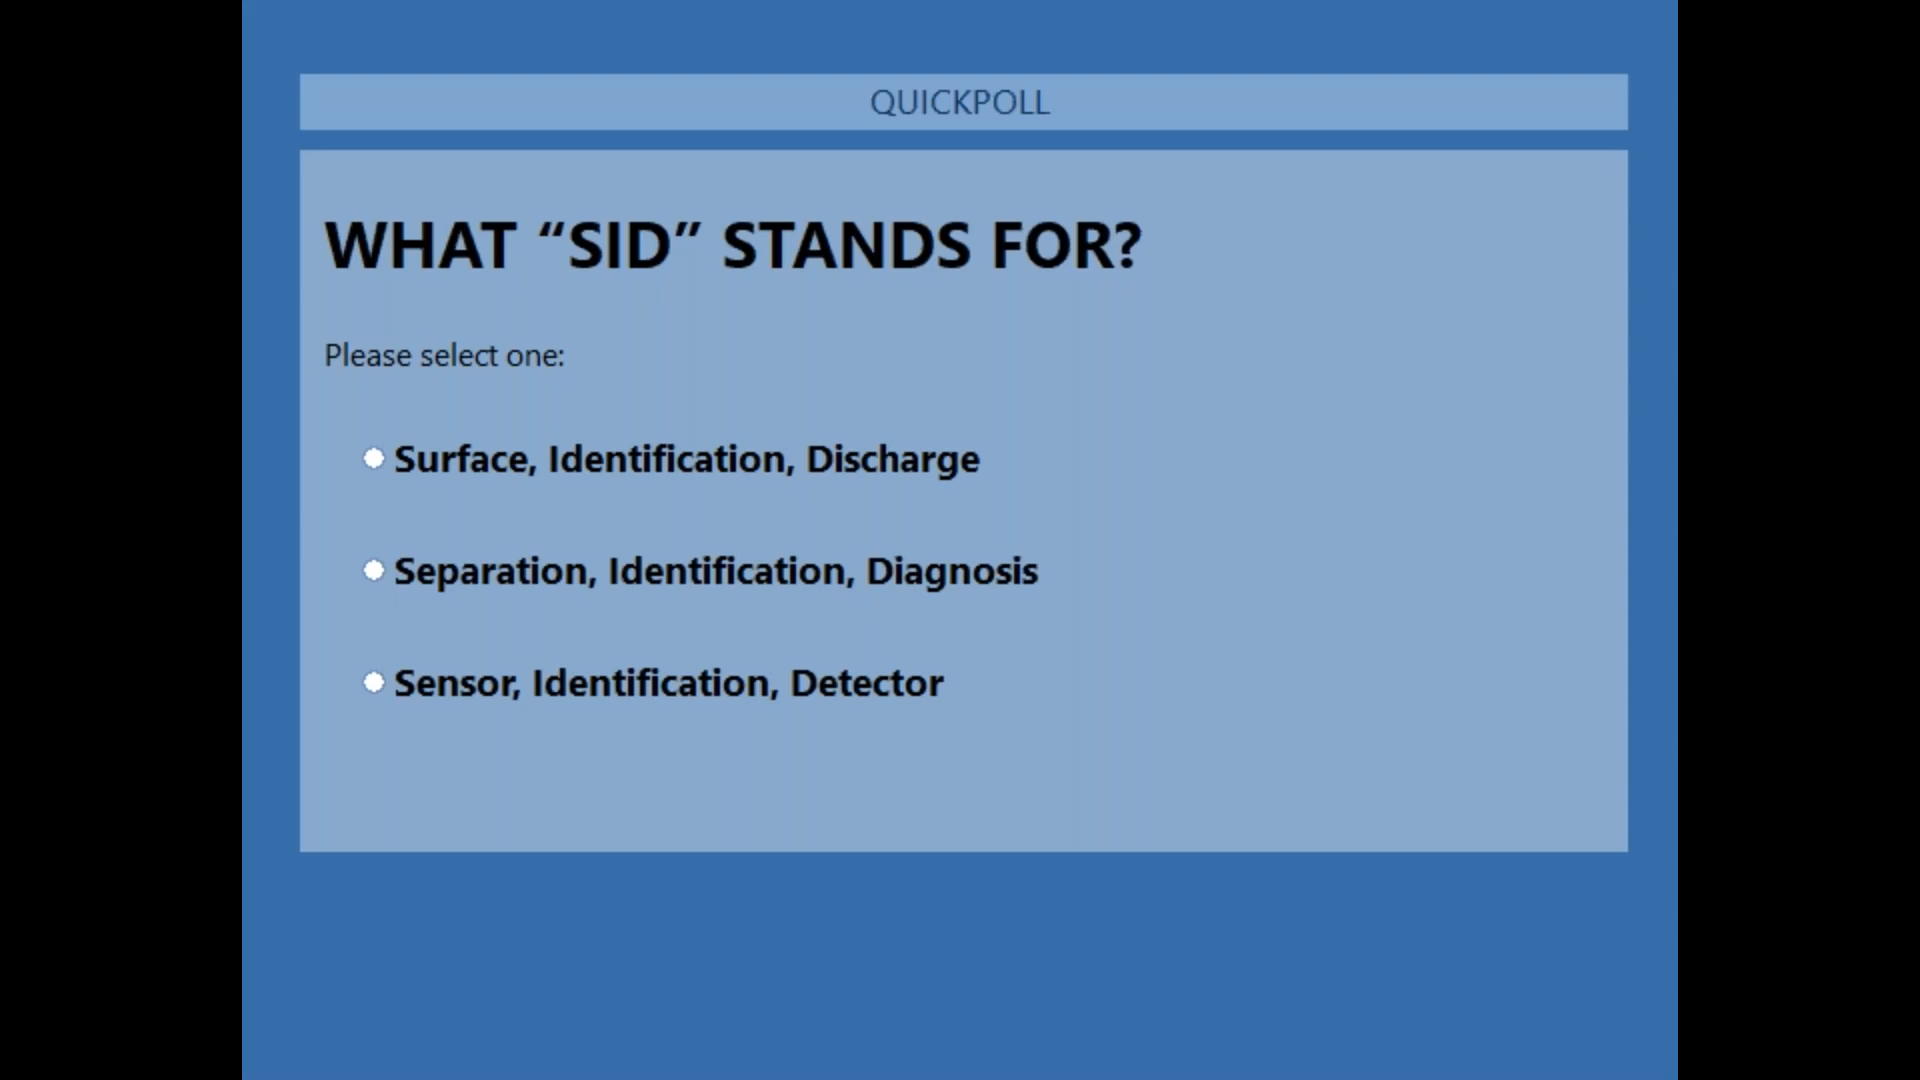 QUICKPOLL
WHAT “SID” STANDS FOR?
Please select one:
Surface, Identification, Discharge
Separation, Identification, Diagnosis
Sensor, Identification, Detector